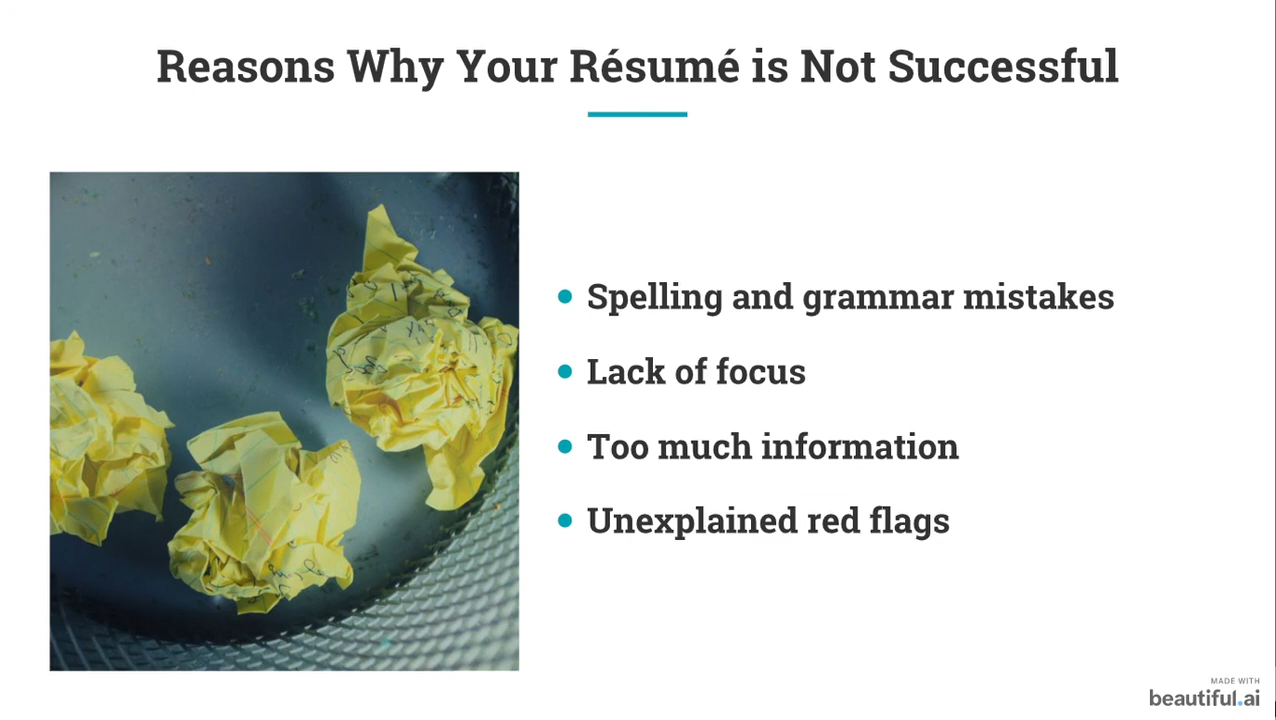 Reasons Why Your Résumé is Not Successful
Spelling and grammar mistakes
Lack of focus
Too much information
Unexplained red flags
MADE WITH
beautiful.ai